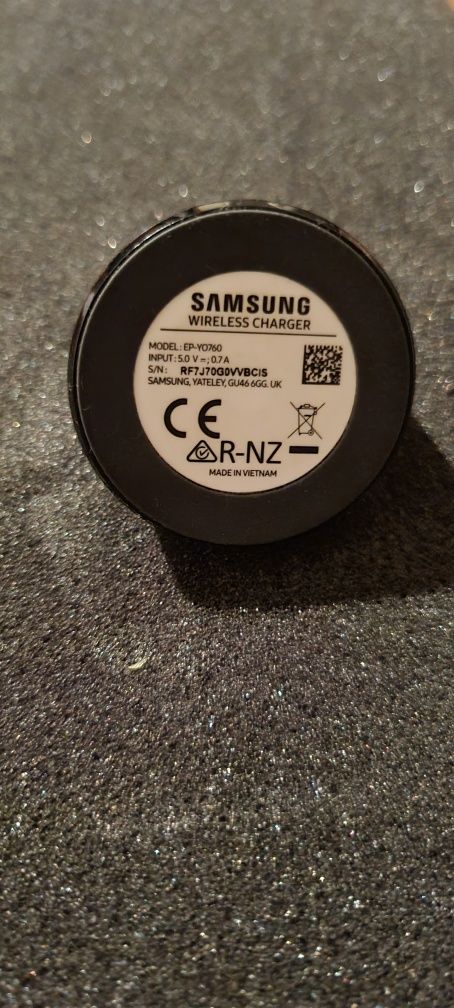 SAMSUNG
WIRELESS CHARGER
MODEL: EP-YO760
INPUT: 5.0 V ⎓; 0.7 A
S/N: RF7J70G0VVBCIS
SAMSUNG, YATELEY, GU46 6GG. UK
CE
R-NZ
MADE IN VIETNAM